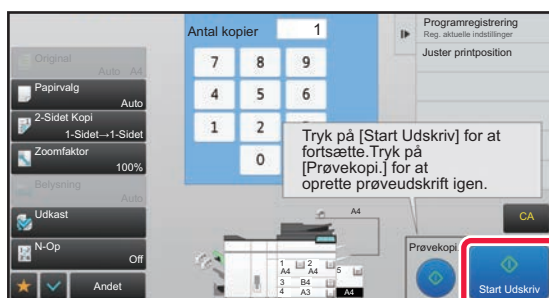 Original
Auto A4
Papirvalg
Auto
2-Sidet Kopi
1-Sidet→1-Sidet
Zoomfaktor
100%
Belysning
Auto
Udkast
N-Op
Off
Andet
Antal kopier 1
7 8 9
4 5 6
1 2
0
Programregistrering
Reg. aktuelle indstillinger
Juster printposition
Tryk på [Start Udskriv] for at
fortsætte.Tryk på
[Prøvekopi.] for at
oprette prøveudskrift igen.
A4
1 A4
2 A4
3 B4
4 A3
5
A4
CA
Prøvekopi.
Start Udskriv